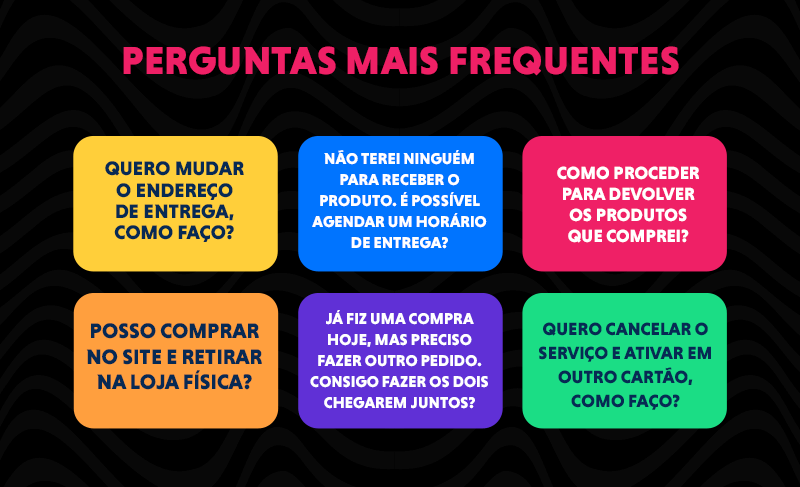 PERGUNTAS MAIS FREQUENTES
QUERO MUDAR
O ENDEREÇO
DE ENTREGA,
COMO FAÇO?
NÃO TEREI NINGUÉM
PARA RECEBER O
PRODUTO. É POSSÍVEL
AGENDAR UM HORÁRIO
DE ENTREGA?
COMO PROCEDER
PARA DEVOLVER
OS PRODUTOS
QUE COMPREI?
POSSO COMPRAR
NO SITE E RETIRAR
NA LOJA FÍSICA?
JÁ FIZ UMA COMPRA
HOJE, MAS PRECISO
FAZER OUTRO PEDIDO.
CONSIGO FAZER OS DOIS
CHEGAREM JUNTOS?
QUERO CANCELAR O
SERVIÇO E ATIVAR EM
OUTRO CARTÃO,
COMO FAÇO?